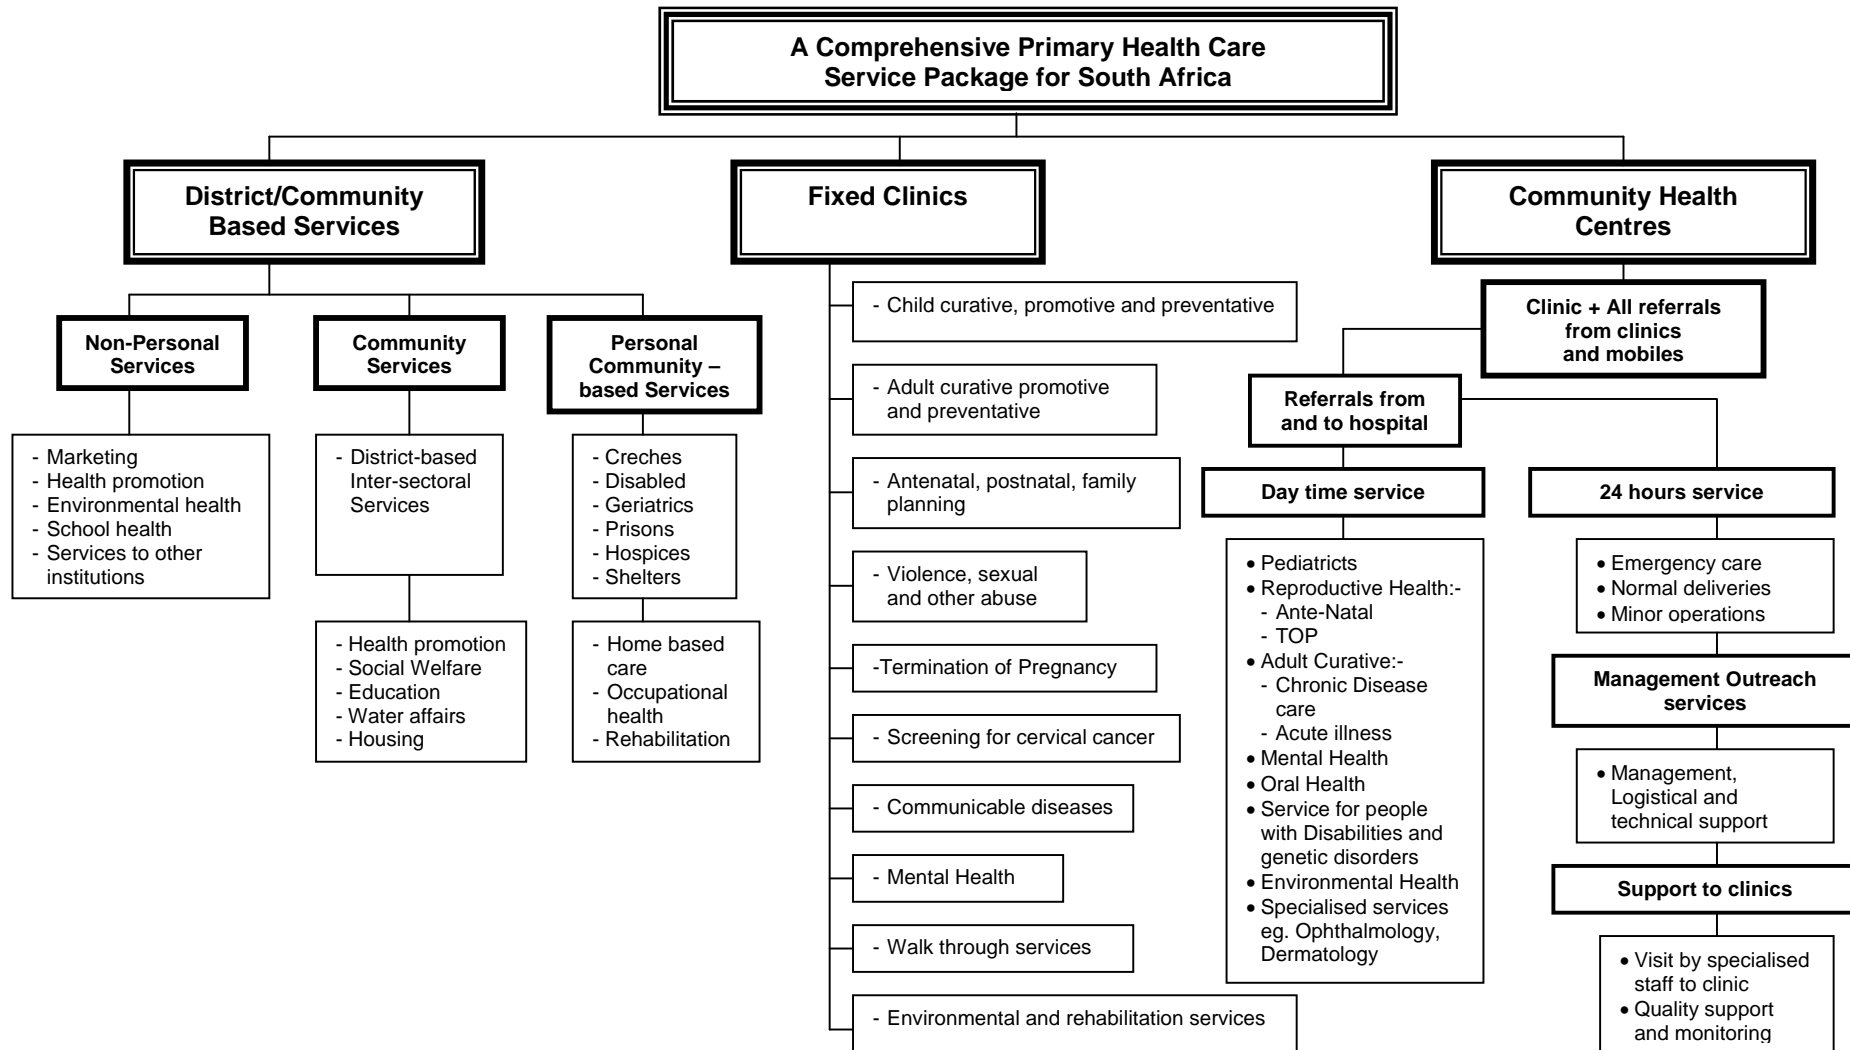 A Comprehensive Primary Health Care
Service Package for South Africa
District/Community
Based Services
Fixed Clinics
Community Health
Centres
Non-Personal
Services
Community
Services
Personal
Community –
based Services
- Marketing
- Health promotion
- Environmental health
- School health
- Services to other
institutions
- District-based
Inter-sectoral
Services
- Creches
- Disabled
- Geriatrics
- Prisons
- Hospices
- Shelters
- Health promotion
- Social Welfare
- Education
- Water affairs
- Housing
- Home based
care
- Occupational
health
- Rehabilitation
- Child curative, promotive and preventative
- Adult curative promotive
and preventative
- Antenatal, postnatal, family
planning
- Violence, sexual
and other abuse
-Termination of Pregnancy
- Screening for cervical cancer
- Communicable diseases
- Mental Health
- Walk through services
- Environmental and rehabilitation services
Clinic + All referrals
from clinics
and mobiles
Referrals from
and to hospital
Day time service
• Pediatrics
• Reproductive Health:-
- Ante-Natal
- TOP
• Adult Curative:-
- Chronic Disease
care
- Acute illness
• Mental Health
• Oral Health
• Service for people
with Disabilities and
genetic disorders
• Environmental Health
• Specialised services
eg. Ophthalmology,
Dermatology
24 hours service
• Emergency care
• Normal deliveries
• Minor operations
Management Outreach
services
• Management,
Logistical and
technical support
Support to clinics
• Visit by specialised
staff to clinic
• Quality support
and monitoring